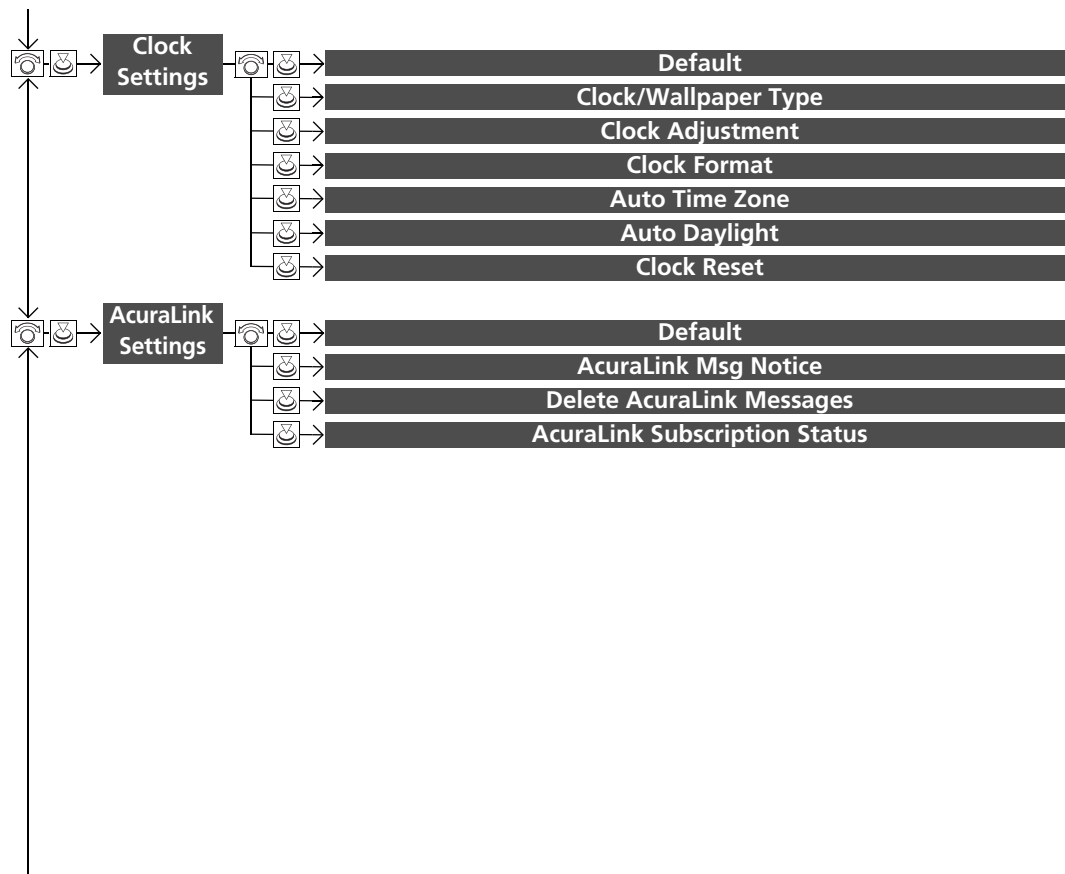 Clock
Settings
Default
Clock/Wallpaper Type
Clock Adjustment
Clock Format
Auto Time Zone
Auto Daylight
Clock Reset
AcuraLink
Settings
Default
AcuraLink Msg Notice
Delete AcuraLink Messages
AcuraLink Subscription Status